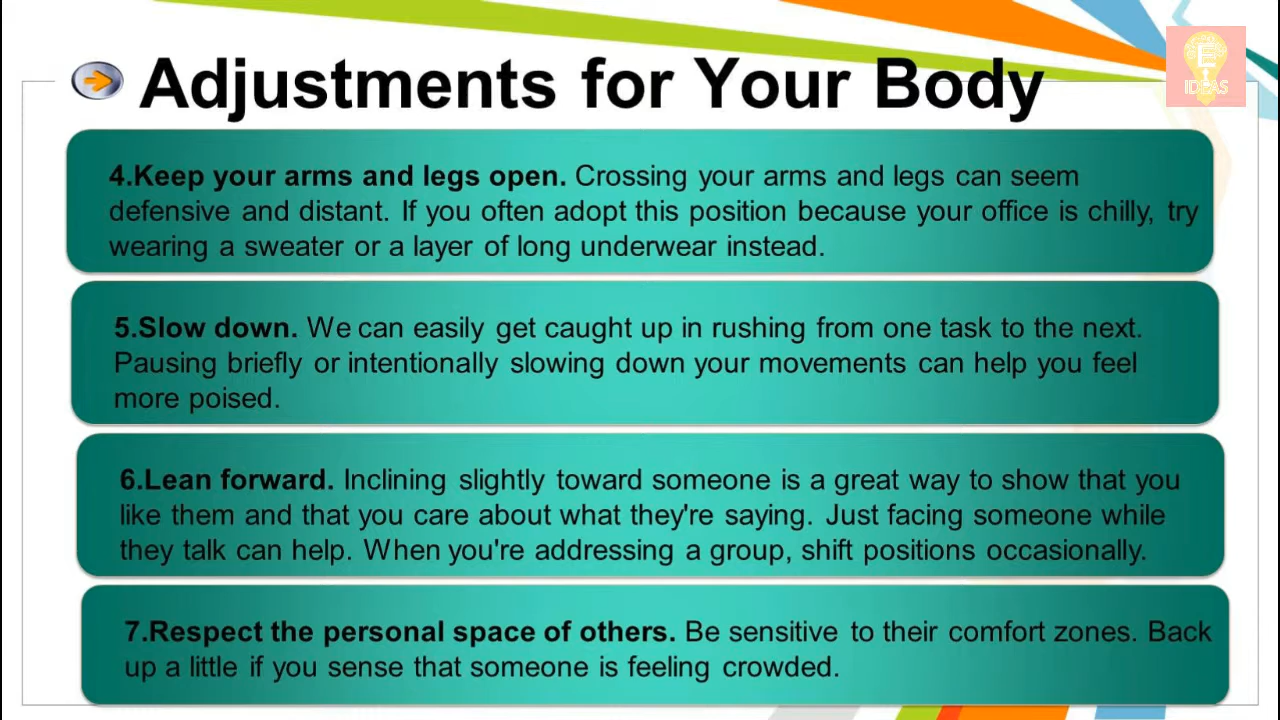 Adjustments for Your Body
E
IDEAS
4.Keep your arms and legs open. Crossing your arms and legs can seem
defensive and distant. If you often adopt this position because your office is chilly, try
wearing a sweater or a layer of long underwear instead.
5.Slow down. We can easily get caught up in rushing from one task to the next.
Pausing briefly or intentionally slowing down your movements can help you feel
more poised.
6.Lean forward. Inclining slightly toward someone is a great way to show that you
like them and that you care about what they're saying. Just facing someone while
they talk can help. When you're addressing a group, shift positions occasionally.
7.Respect the personal space of others. Be sensitive to their comfort zones. Back
up a little if you sense that someone is feeling crowded.